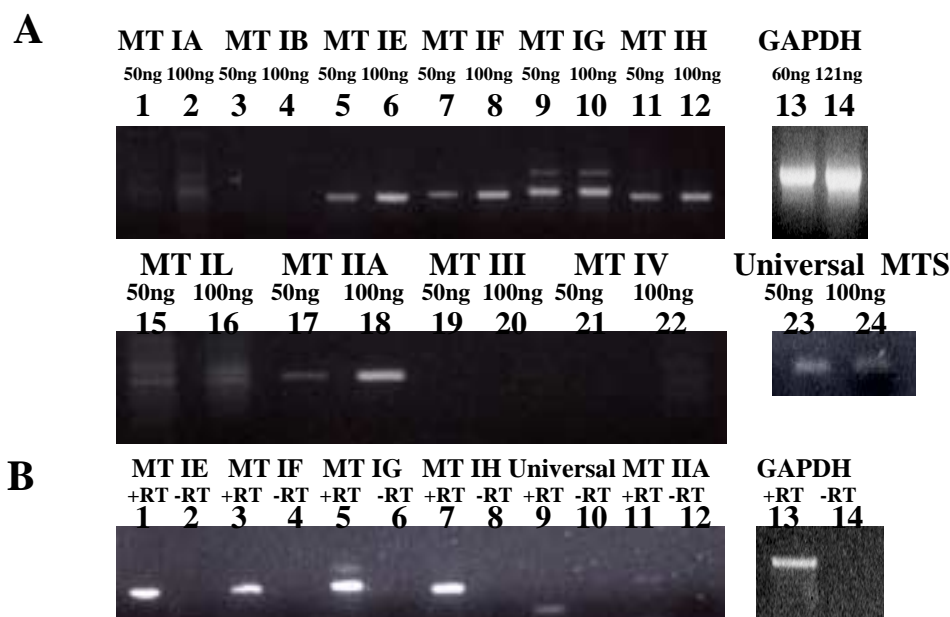 A
MT IA MT IB MT IE MT IF MT IG MT IH GAPDH
50ng 100ng 50ng 100ng 50ng 100ng 50ng 100ng 50ng 100ng 50ng 100ng 60ng 121ng
1 2 3 4 5 6 7 8 9 10 11 12 13 14
MT IL MT IIA MT III MT IV Universal MTS
50ng 100ng 50ng 100ng 50ng 100ng 50ng 100ng 50ng 100ng
15 16 17 18 19 20 21 22 23 24
B
MT IE MT IF MT IG MT IH Universal MT IIA GAPDH
+RT -RT +RT -RT +RT -RT +RT -RT +RT -RT +RT -RT +RT -RT
1 2 3 4 5 6 7 8 9 10 11 12 13 14